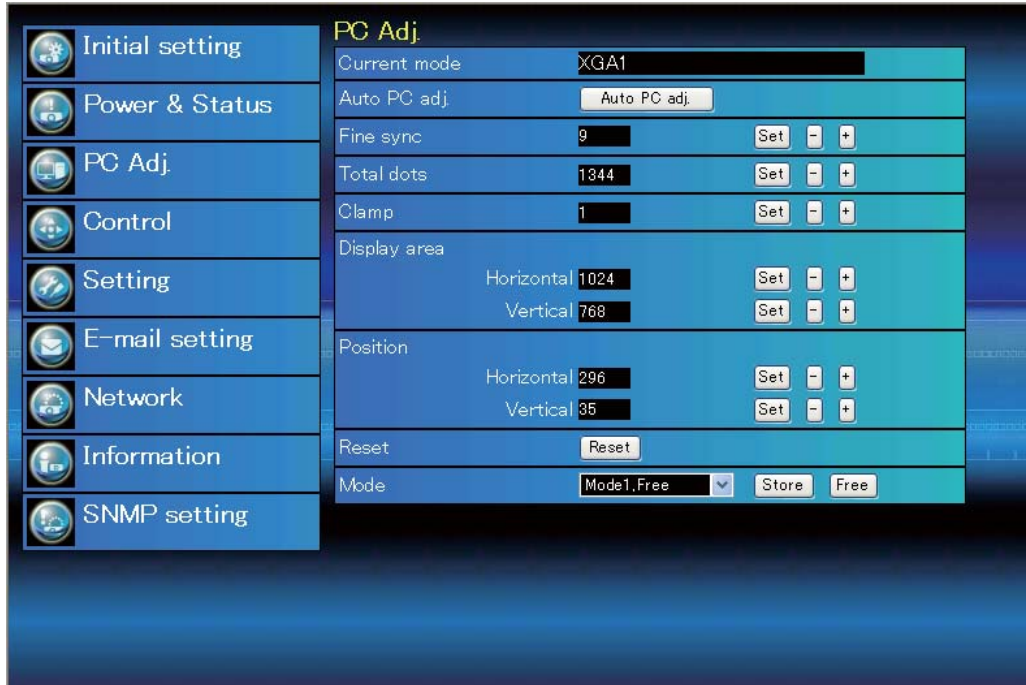 Initial setting
Power & Status
PC Adj.
Control
Setting
E-mail setting
Network
Information
SNMP setting
PC Adj.
Current mode XGA1
Auto PC adj. Auto PC adj.
Fine sync 9 Set - +
Total dots 1344 Set - +
Clamp 1 Set - +
Display area
Horizontal 1024 Set - +
Vertical 768 Set - +
Position
Horizontal 296 Set - +
Vertical 35 Set - +
Reset Reset
Mode Mode1,Free Store Free